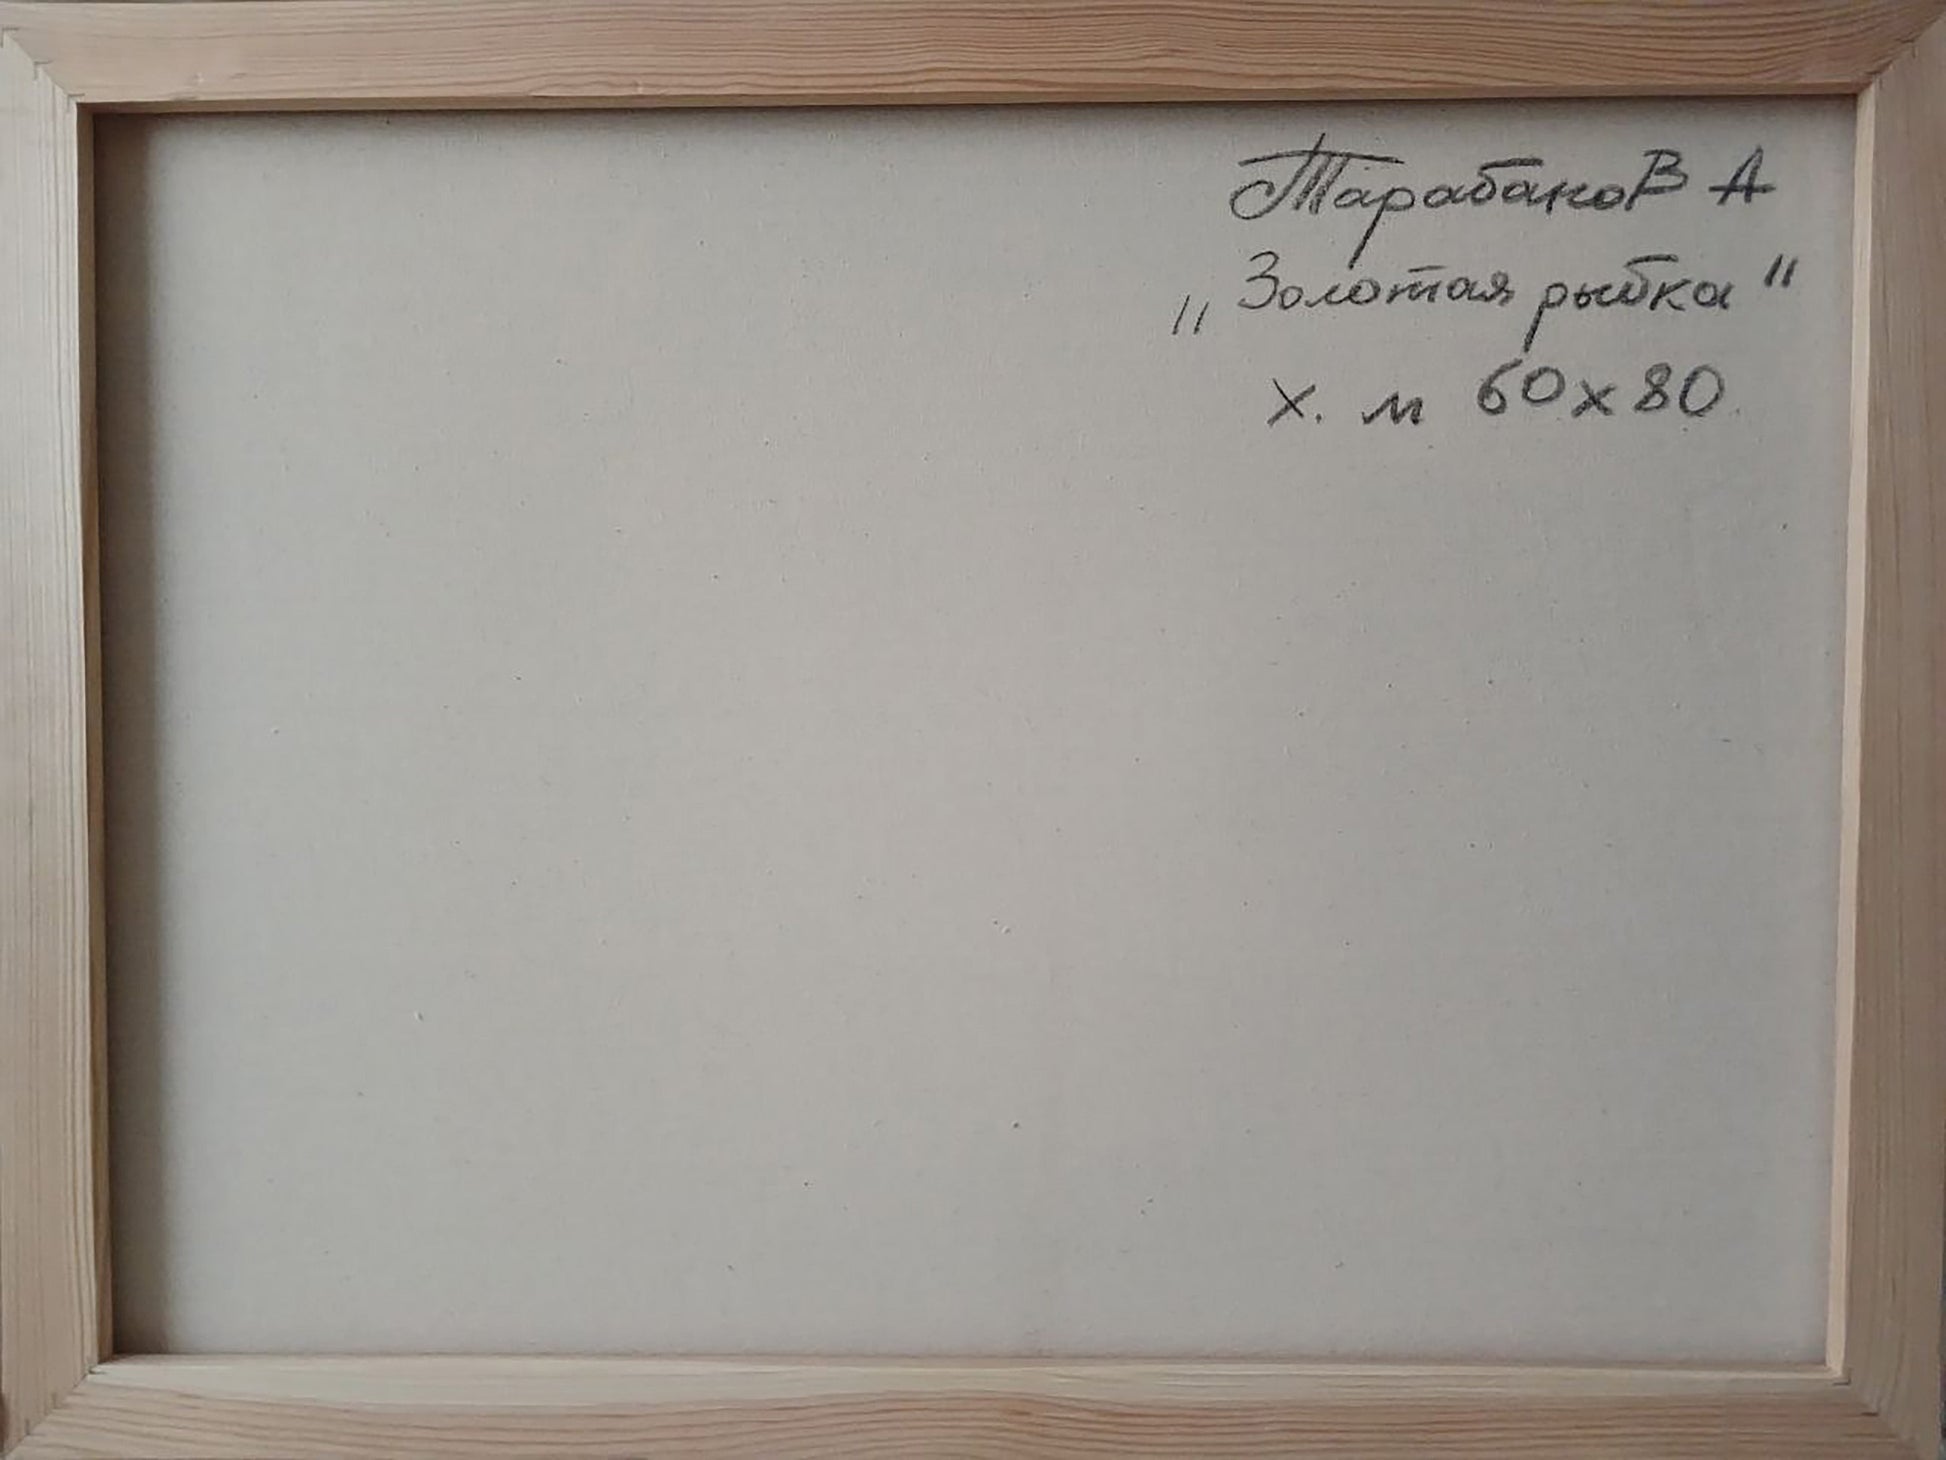 Тарабанов А
„Золотая рыбка"
х. м 60х80